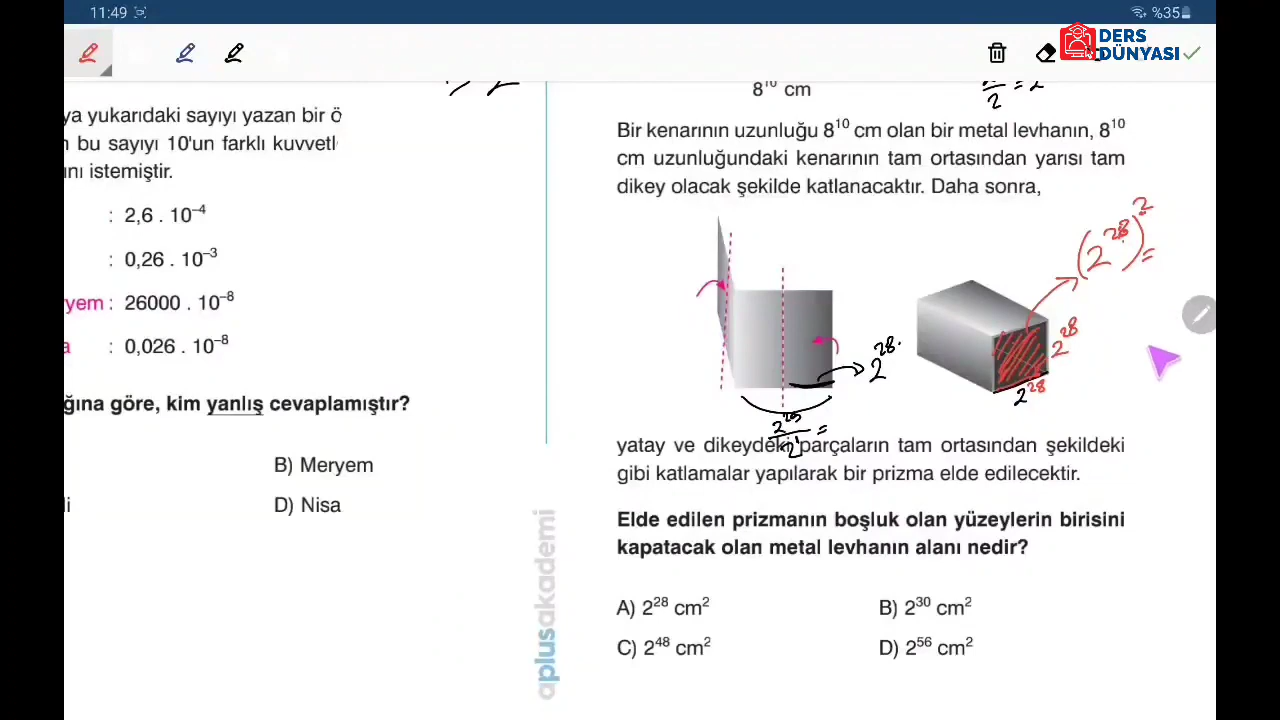 11:49
%35
DERS
DÜNYASI
ya yukarıdaki sayıyı yazan bir ö
n bu sayıyı 10'un farklı kuvvetl
ını istemiştir.
: 2,6 . 10⁻⁴
: 0,26 . 10⁻³
ryem : 26000 . 10⁻⁸
a : 0,026 . 10⁻⁸
ğına göre, kim yanlış cevaplamıştır?
B) Meryem
li
D) Nisa
aplusakademi
8¹⁰ cm
Bir kenarının uzunluğu 8¹⁰ cm olan bir metal levhanın, 8¹⁰
cm uzunluğundaki kenarının tam ortasından yarısı tam
dikey olacak şekilde katlanacaktır. Daha sonra,
(2²⁸)² =
2²⁸
2²⁸
2²⁸
2²⁹/2¹ =
yatay ve dikeydeki parçaların tam ortasından şekildeki
gibi katlamalar yapılarak bir prizma elde edilecektir.
Elde edilen prizmanın boşluk olan yüzeylerin birisini
kapatacak olan metal levhanın alanı nedir?
A) 2²⁸ cm²
B) 2³⁰ cm²
C) 2⁴⁸ cm²
D) 2⁵⁶ cm²